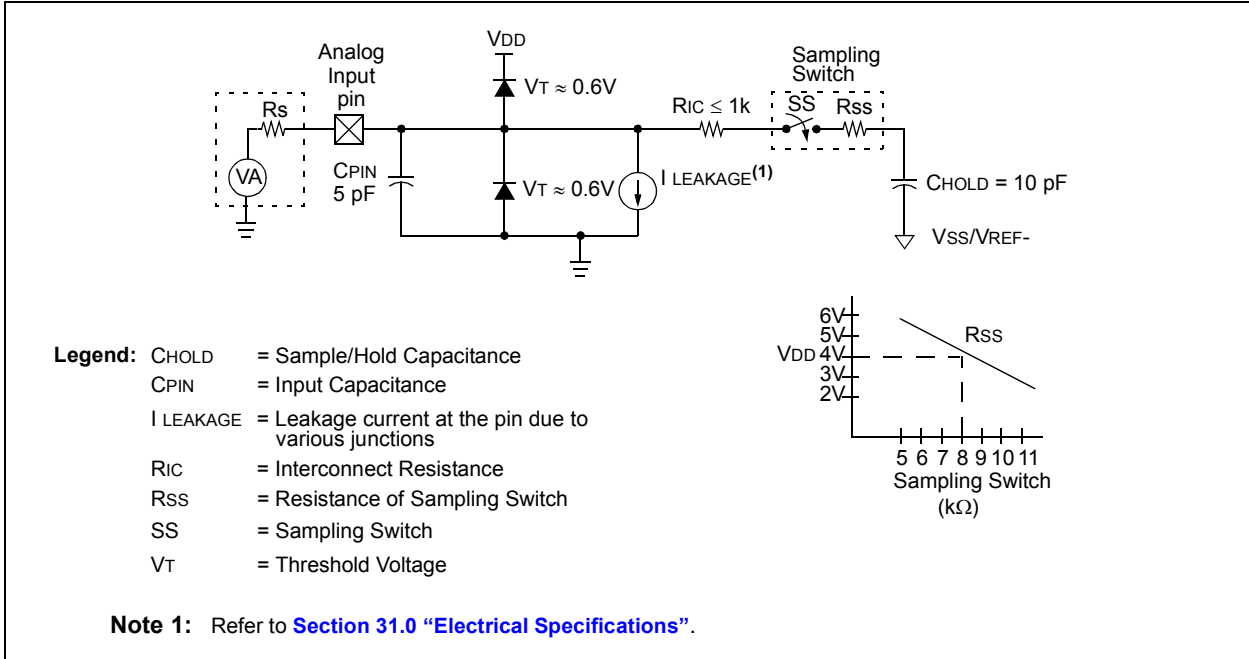 VDD
Analog
Input
pin
VT ≈ 0.6V
Sampling
Switch
Rs
RIC ≤ 1k
SS
Rss
VA
CPIN
5 pF
VT ≈ 0.6V
I LEAKAGE(1)
CHOLD = 10 pF
VSS/VREF-
6V
5V
VDD 4V
3V
2V
RSS
5 6 7 8 9 10 11
Sampling Switch
(kΩ)
Legend: CHOLD = Sample/Hold Capacitance
CPIN = Input Capacitance
I LEAKAGE = Leakage current at the pin due to
various junctions
RIC = Interconnect Resistance
RSS = Resistance of Sampling Switch
SS = Sampling Switch
VT = Threshold Voltage
Note 1: Refer to Section 31.0 “Electrical Specifications”.